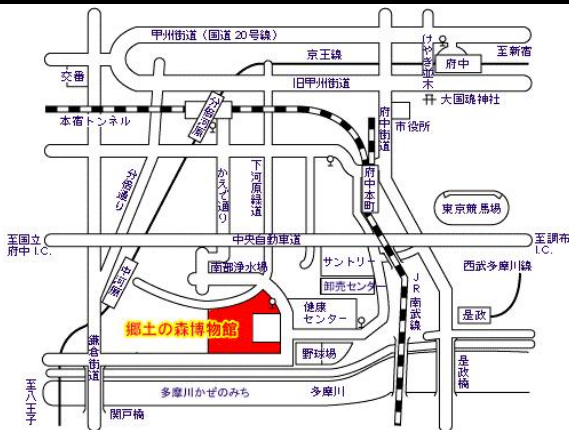 甲州街道（国道20号線）
京王線
けやき並木
府中
至新宿
交番
旧甲州街道
大国魂神社
本宿トンネル
分倍河原
府中街道
市役所
分倍通り
かえで通り
下河原緑道
府中本町
東京競馬場
至国立
府中I.C.
中央自動車道
至調布
I.C.
中河原
南部浄水場
サントリー
卸売センター
JR南武線
西武多摩川線
是政
郷土の森博物館
健康
センター
鎌倉街道
野球場
是政橋
至八王子
多摩川かぜのみち
多摩川
関戸橋